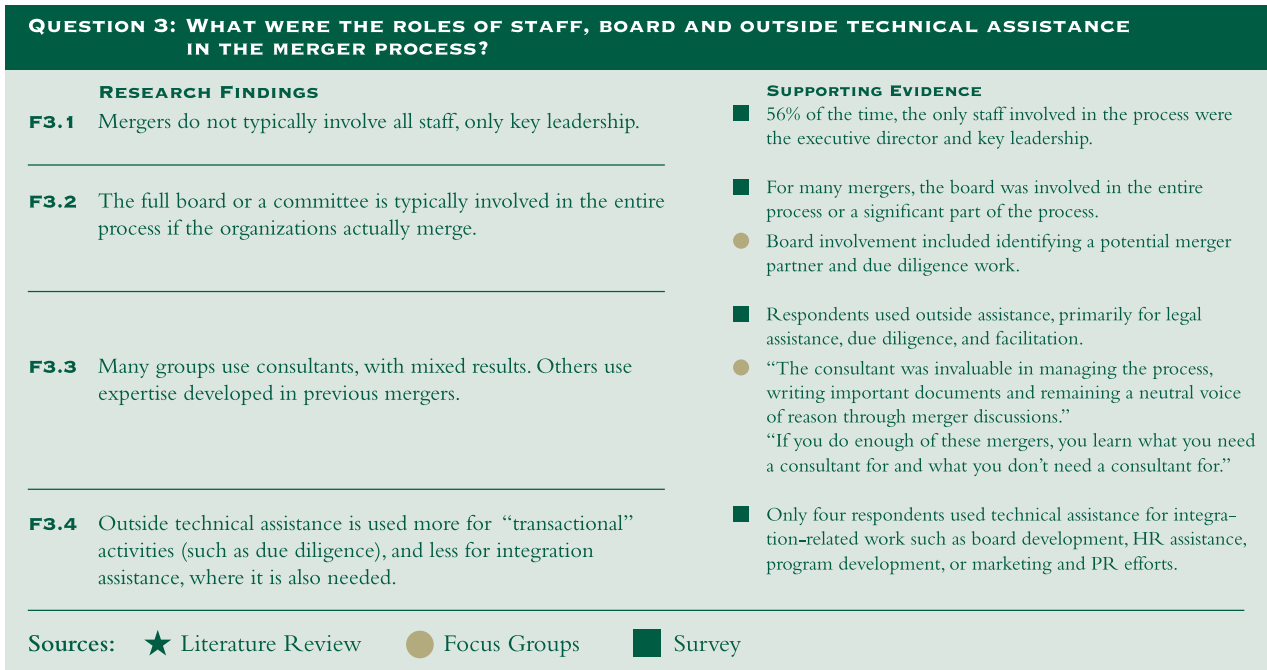 QUESTION 3: WHAT WERE THE ROLES OF STAFF, BOARD AND OUTSIDE TECHNICAL ASSISTANCE
IN THE MERGER PROCESS?
RESEARCH FINDINGS
F3.1 Mergers do not typically involve all staff, only key leadership.
F3.2 The full board or a committee is typically involved in the entire
process if the organizations actually merge.
F3.3 Many groups use consultants, with mixed results. Others use
expertise developed in previous mergers.
F3.4 Outside technical assistance is used more for “transactional”
activities (such as due diligence), and less for integration
assistance, where it is also needed.
SUPPORTING EVIDENCE
56% of the time, the only staff involved in the process were
the executive director and key leadership.
For many mergers, the board was involved in the entire
process or a significant part of the process.
Board involvement included identifying a potential merger
partner and due diligence work.
Respondents used outside assistance, primarily for legal
assistance, due diligence, and facilitation.
“The consultant was invaluable in managing the process,
writing important documents and remaining a neutral voice
of reason through merger discussions.”
“If you do enough of these mergers, you learn what you need
a consultant for and what you don’t need a consultant for.”
Only four respondents used technical assistance for integra-
tion-related work such as board development, HR assistance,
program development, or marketing and PR efforts.
Sources: Literature Review Focus Groups Survey